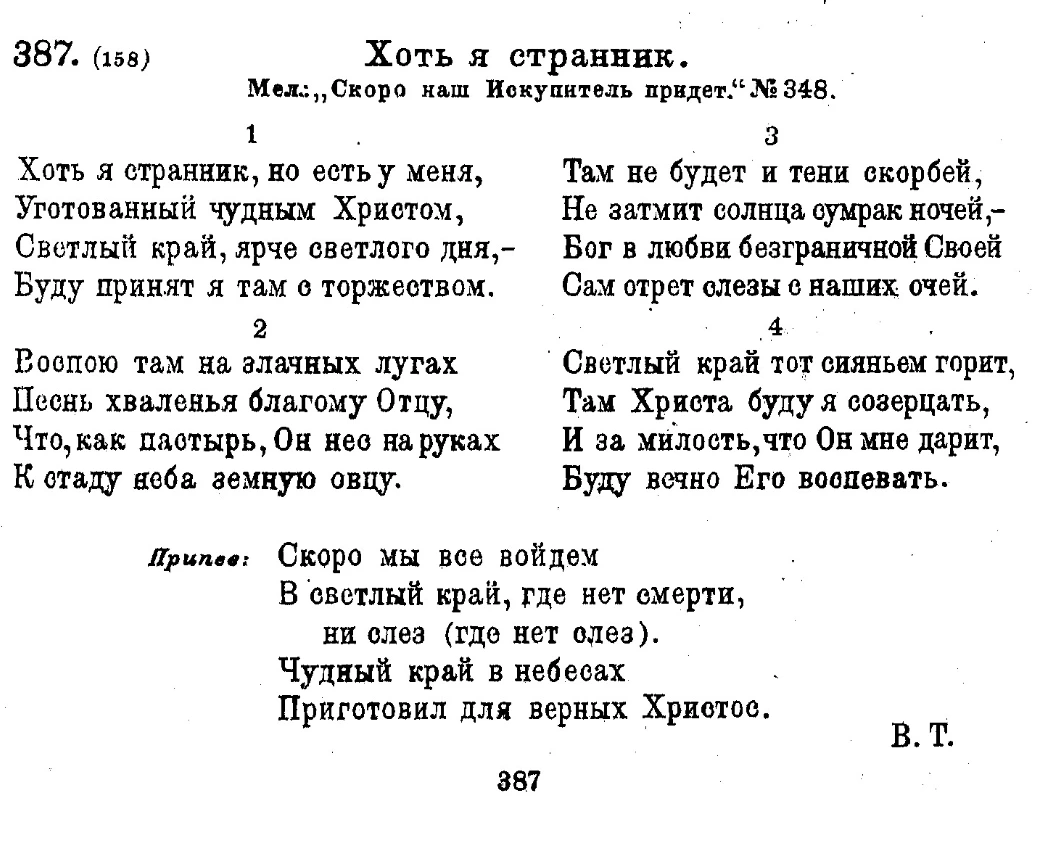 387. (158) Хоть я странник.
Мел.: „Скоро наш Искупитель придет.“ № 348.
1
Хоть я странник, но есть у меня,
Уготованный чудным Христом,
Светлый край, ярче светлого дня,-
Буду принят я там с торжеством.
2
Воспою там на злачных лугах
Песнь хваленья благому Отцу,
Что, как пастырь, Он нес на руках
К стаду неба земную овцу.
3
Там не будет и тени скорбей,
Не затмит солнца сумрак ночей,-
Бог в любви безграничной Своей
Сам отрет слезы с наших очей.
4
Светлый край тот сияньем горит,
Там Христа буду я созерцать,
И за милость, что Он мне дарит,
Буду вечно Его воспевать.
Припев: Скоро мы все войдем
В светлый край, где нет смерти,
ни слез (где нет слез).
Чудный край в небесах
Приготовил для верных Христос.
В. Т.
387